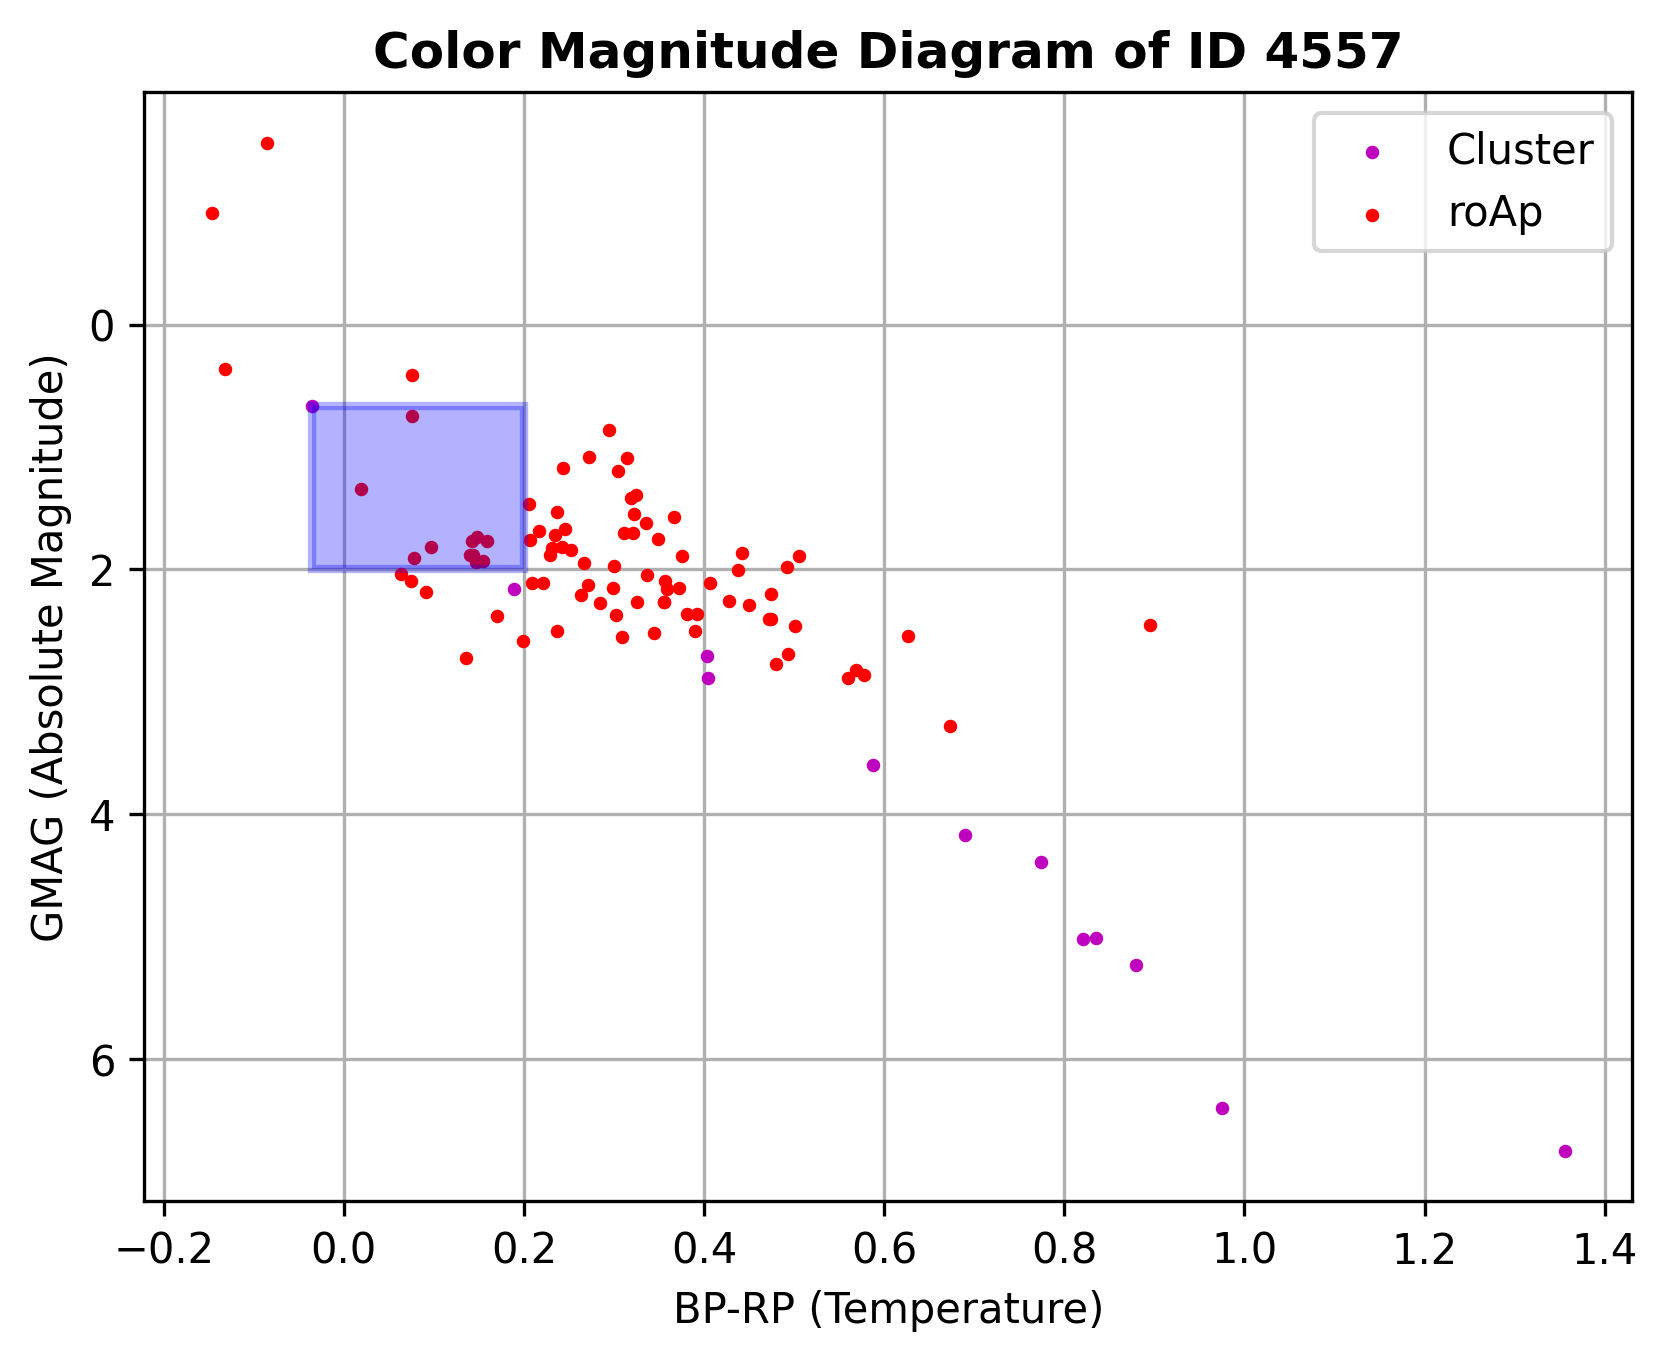 Color Magnitude Diagram of ID 4557
Cluster
roAp
GMAG (Absolute Magnitude)
0
2
4
6
−0.2 0.0 0.2 0.4 0.6 0.8 1.0 1.2 1.4
BP-RP (Temperature)